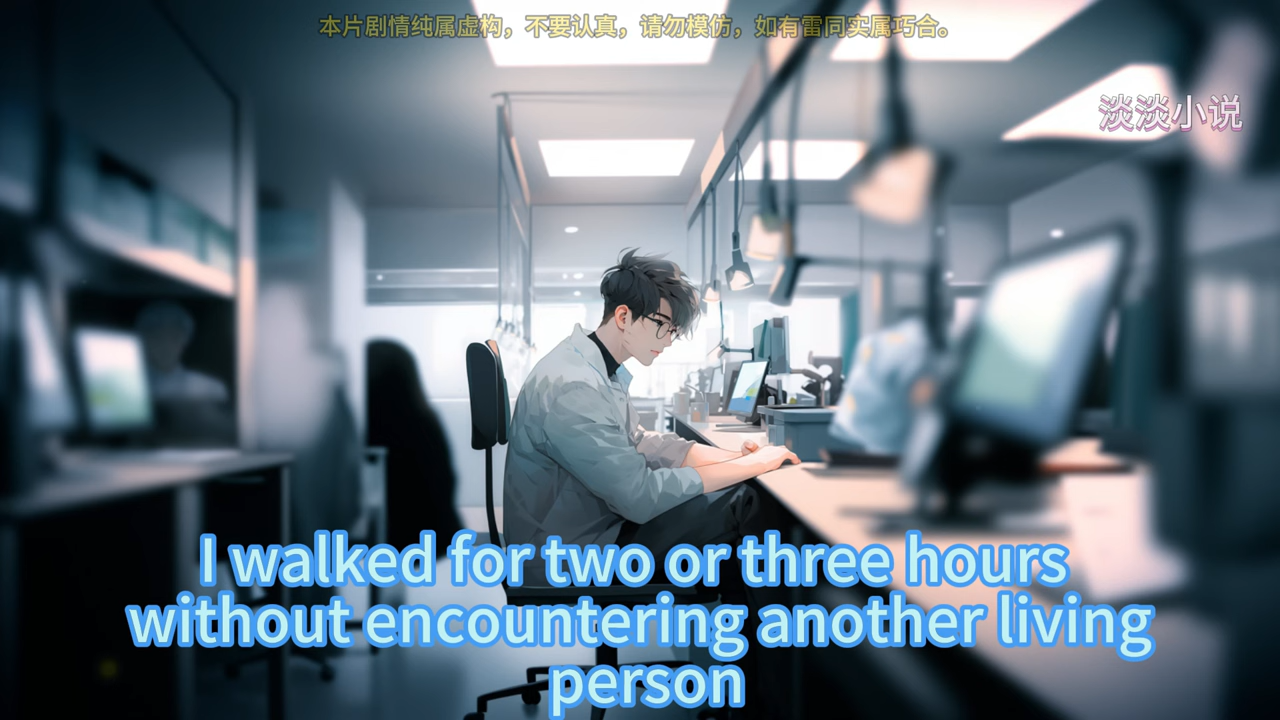 本片剧情纯属虚构，不要认真，请勿模仿，如有雷同实属巧合。
淡淡小说
I walked for two or three hours
without encountering another living
person